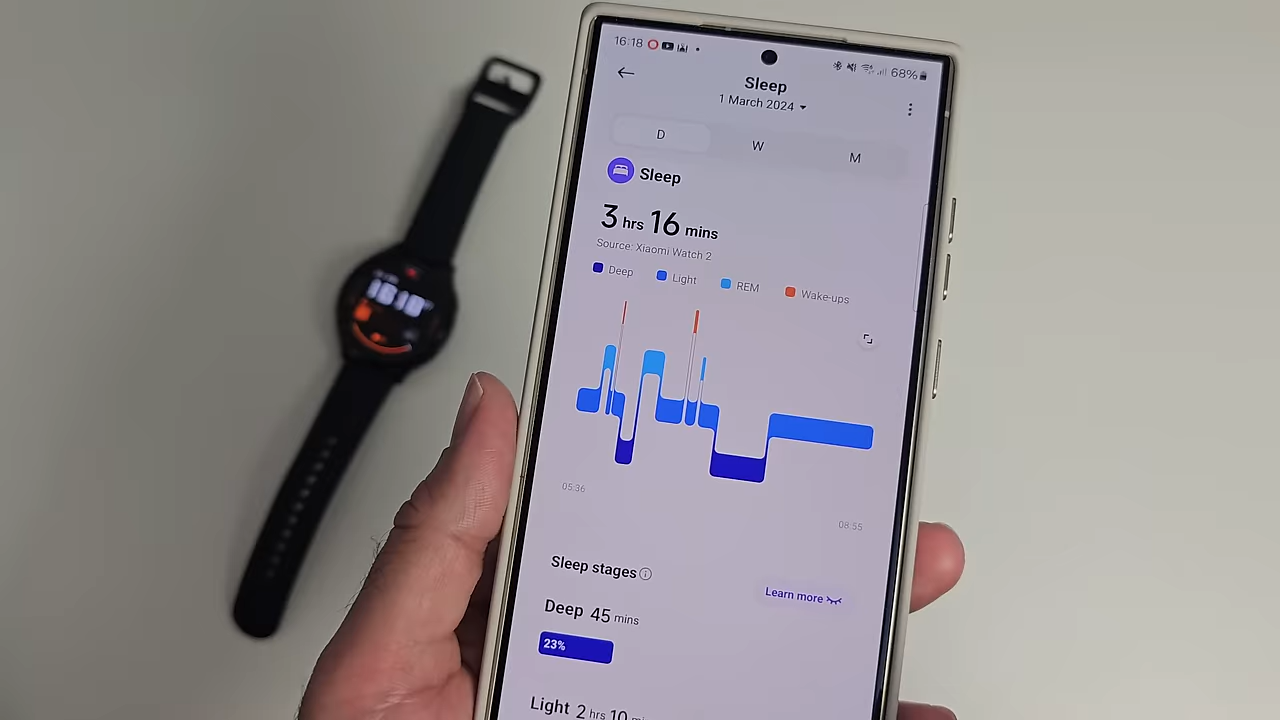 16:18 68%
Sleep
1 March 2024
D W M
Sleep
3 hrs 16 mins
Source: Xiaomi Watch 2
Deep Light REM Wake-ups
05:36
08:55
Sleep stages
Learn more
Deep 45 mins
23%
Light 2 hrs 10